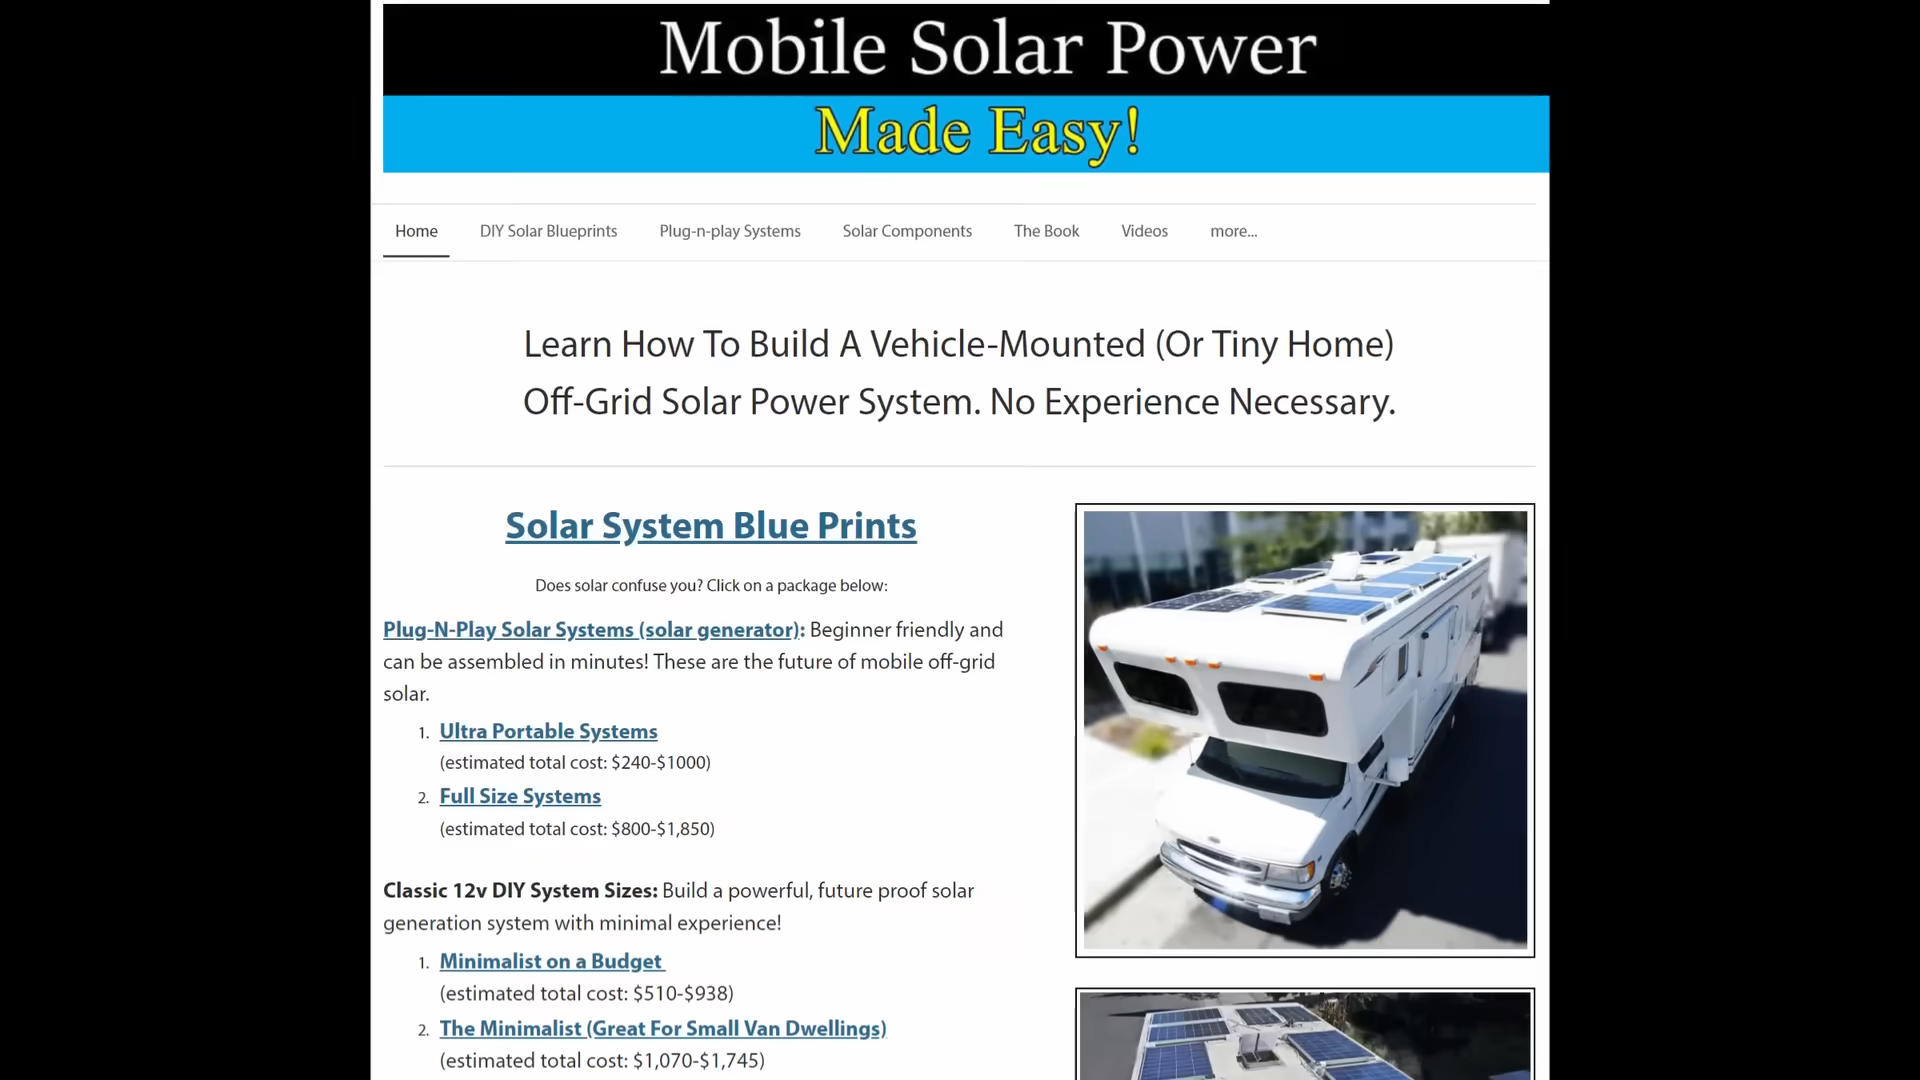 Mobile Solar Power
Made Easy!
Home DIY Solar Blueprints Plug-n-play Systems Solar Components The Book Videos more...
Learn How To Build A Vehicle-Mounted (Or Tiny Home)
Off-Grid Solar Power System. No Experience Necessary.
Solar System Blue Prints
Does solar confuse you? Click on a package below:
Plug-N-Play Solar Systems (solar generator): Beginner friendly and
can be assembled in minutes! These are the future of mobile off-grid
solar.
1. Ultra Portable Systems
(estimated total cost: $240-$1000)
2. Full Size Systems
(estimated total cost: $800-$1,850)
Classic 12v DIY System Sizes: Build a powerful, future proof solar
generation system with minimal experience!
1. Minimalist on a Budget
(estimated total cost: $510-$938)
2. The Minimalist (Great For Small Van Dwellings)
(estimated total cost: $1,070-$1,745)